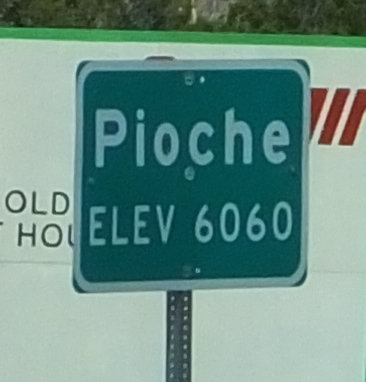 Pioche
ELEV 6060
OLD
HOU